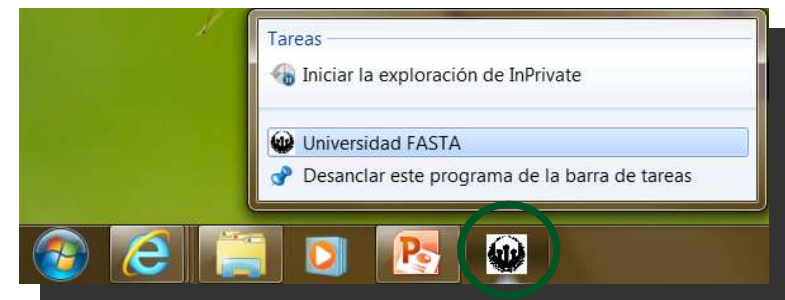 Tareas
Iniciar la exploración de InPrivate
Universidad FASTA
Desanclar este programa de la barra de tareas